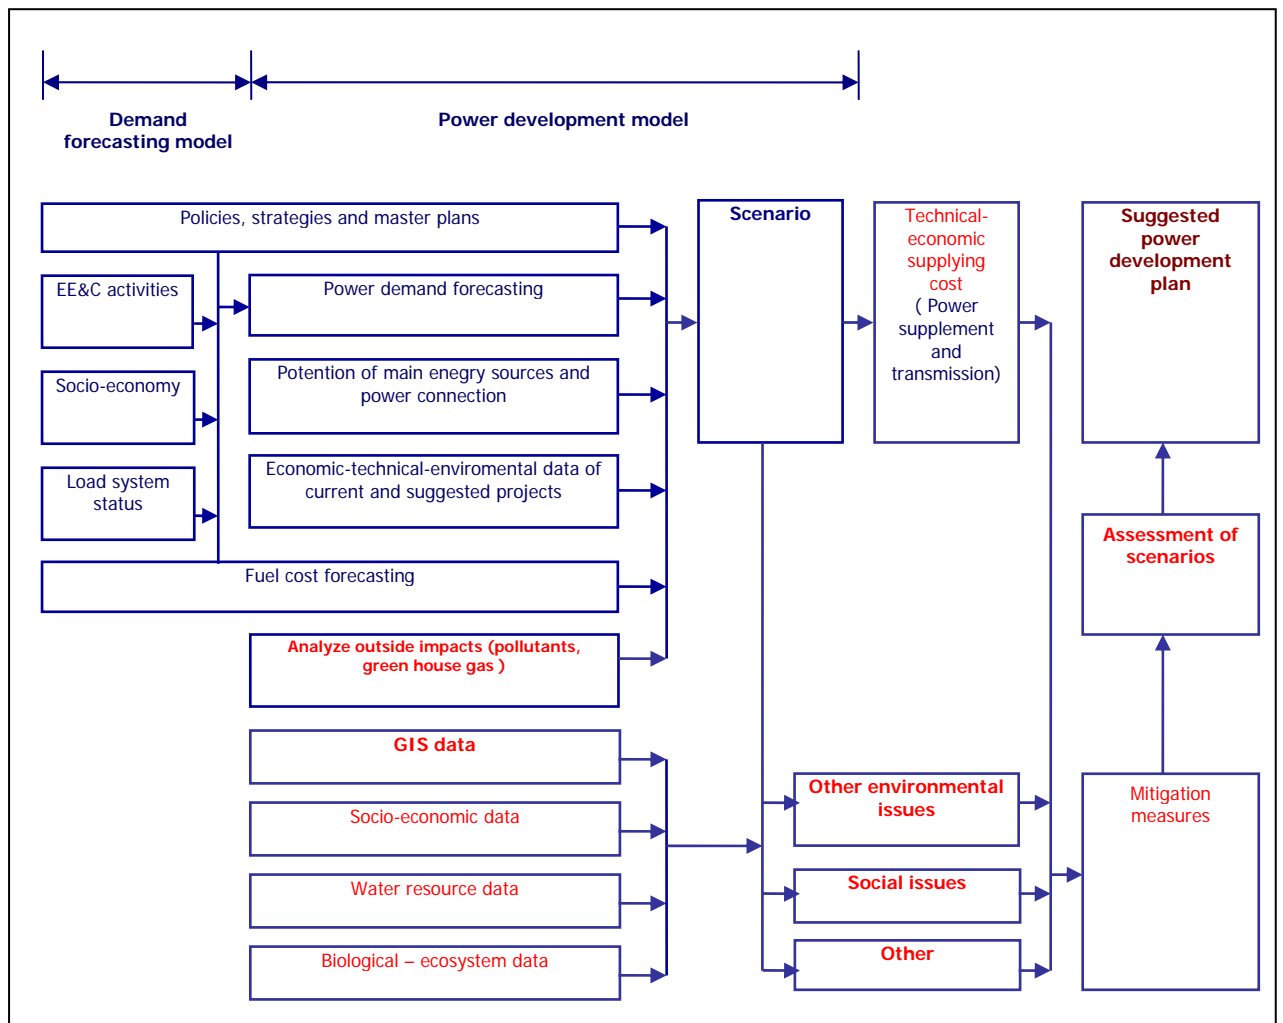 Demand
forecasting model
Power development model
Policies, strategies and master plans
Scenario
Technical-
economic
supplying
cost
( Power
supplement
and
transmission)
Suggested
power
development
plan
EE&C activities
Power demand forecasting
Socio-economy
Potention of main enegry sources and
power connection
Load system
status
Economic-technical-enviromental data of
current and suggested projects
Assessment of
scenarios
Fuel cost forecasting
Analyze outside impacts (pollutants,
green house gas )
GIS data
Other environmental
issues
Mitigation
measures
Socio-economic data
Water resource data
Social issues
Biological – ecosystem data
Other